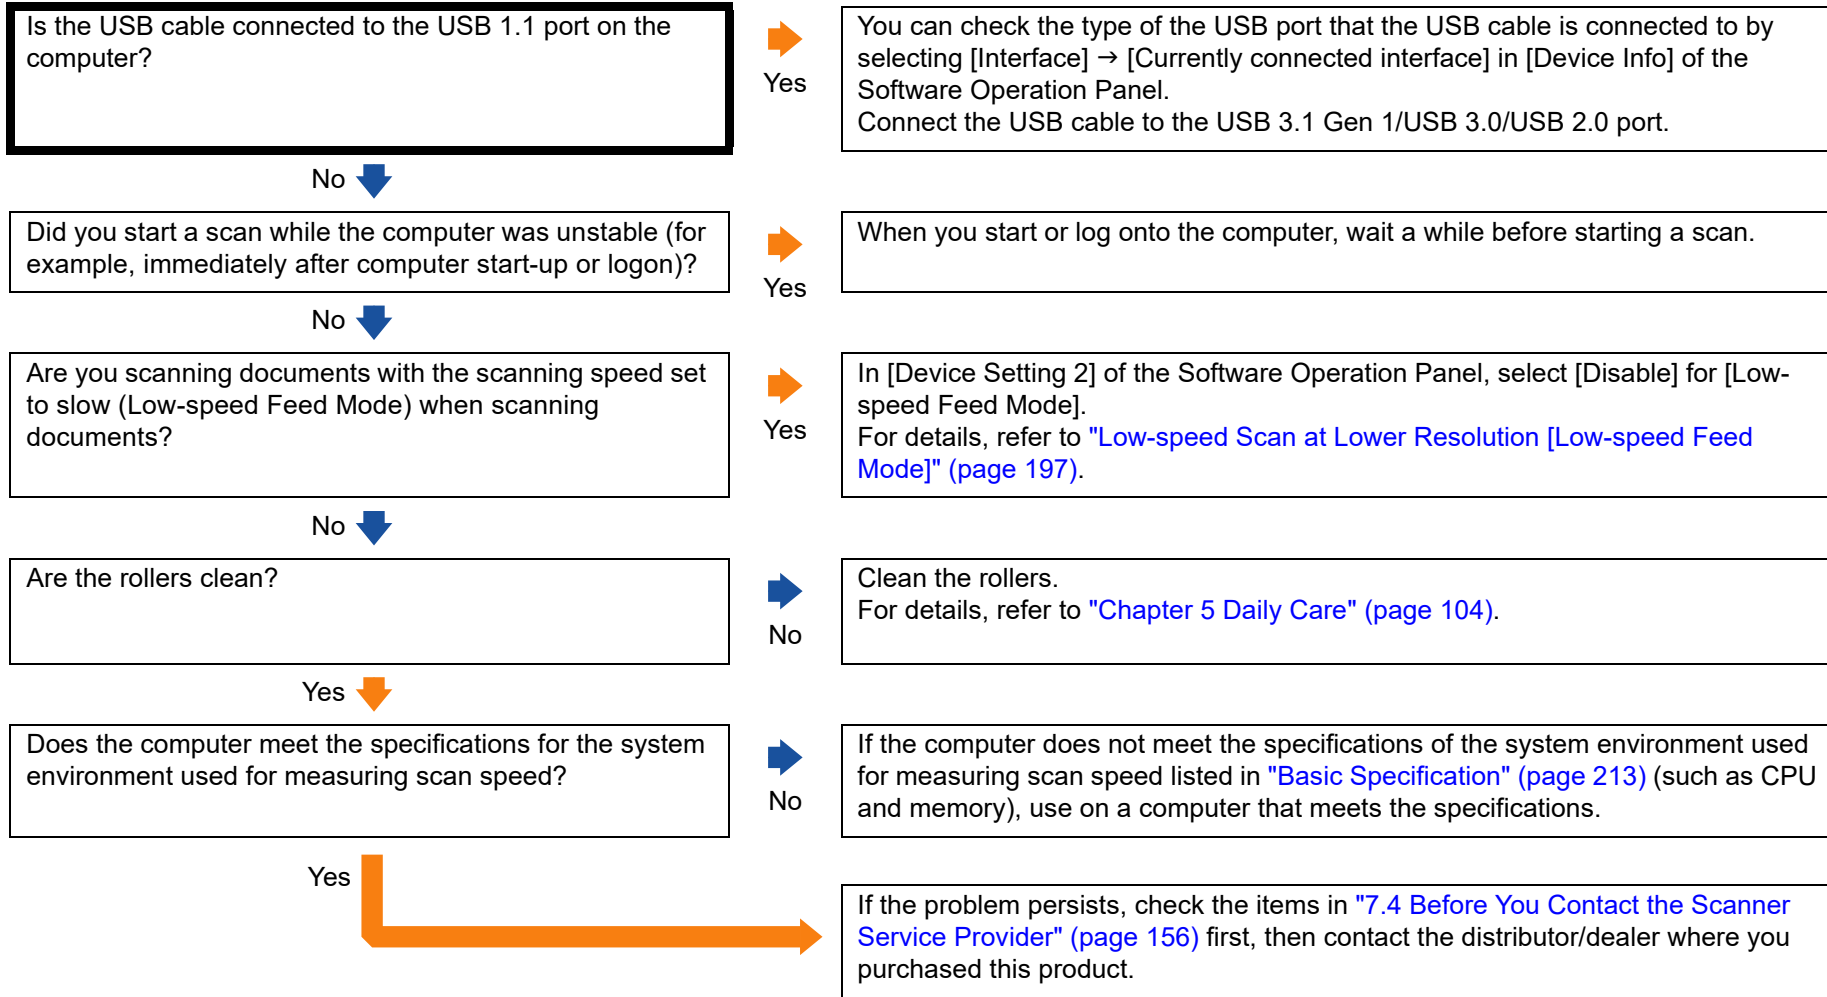 Is the USB cable connected to the USB 1.1 port on the
computer?
Yes
You can check the type of the USB port that the USB cable is connected to by
selecting [Interface] → [Currently connected interface] in [Device Info] of the
Software Operation Panel.
Connect the USB cable to the USB 3.1 Gen 1/USB 3.0/USB 2.0 port.
No
Did you start a scan while the computer was unstable (for
example, immediately after computer start-up or logon)?
Yes
When you start or log onto the computer, wait a while before starting a scan.
No
Are you scanning documents with the scanning speed set
to slow (Low-speed Feed Mode) when scanning
documents?
Yes
In [Device Setting 2] of the Software Operation Panel, select [Disable] for [Low-
speed Feed Mode].
For details, refer to "Low-speed Scan at Lower Resolution [Low-speed Feed
Mode]" (page 197).
No
Are the rollers clean?
No
Clean the rollers.
For details, refer to "Chapter 5 Daily Care" (page 104).
Yes
Does the computer meet the specifications for the system
environment used for measuring scan speed?
No
If the computer does not meet the specifications of the system environment used
for measuring scan speed listed in "Basic Specification" (page 213) (such as CPU
and memory), use on a computer that meets the specifications.
Yes
If the problem persists, check the items in "7.4 Before You Contact the Scanner
Service Provider" (page 156) first, then contact the distributor/dealer where you
purchased this product.